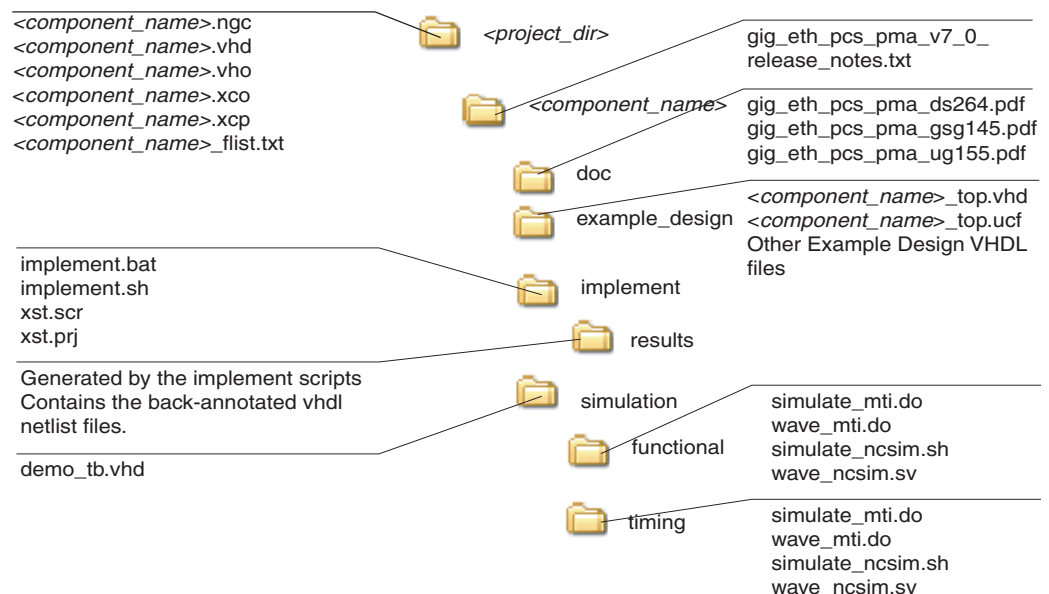 <component_name>.ngc
<component_name>.vhd
<component_name>.vho
<component_name>.xco
<component_name>.xcp
<component_name>_flist.txt
<project_dir>
gig_eth_pcs_pma_v7_0_
release_notes.txt
<component_name>
gig_eth_pcs_pma_ds264.pdf
gig_eth_pcs_pma_gsg145.pdf
gig_eth_pcs_pma_ug155.pdf
doc
example_design
<component_name>_top.vhd
<component_name>_top.ucf
Other Example Design VHDL
files
implement.bat
implement.sh
xst.scr
xst.prj
implement
results
Generated by the implement scripts
Contains the back-annotated vhdl
netlist files.
simulation
demo_tb.vhd
functional
simulate_mti.do
wave_mti.do
simulate_ncsim.sh
wave_ncsim.sv
timing
simulate_mti.do
wave_mti.do
simulate_ncsim.sh
wave_ncsim.sv